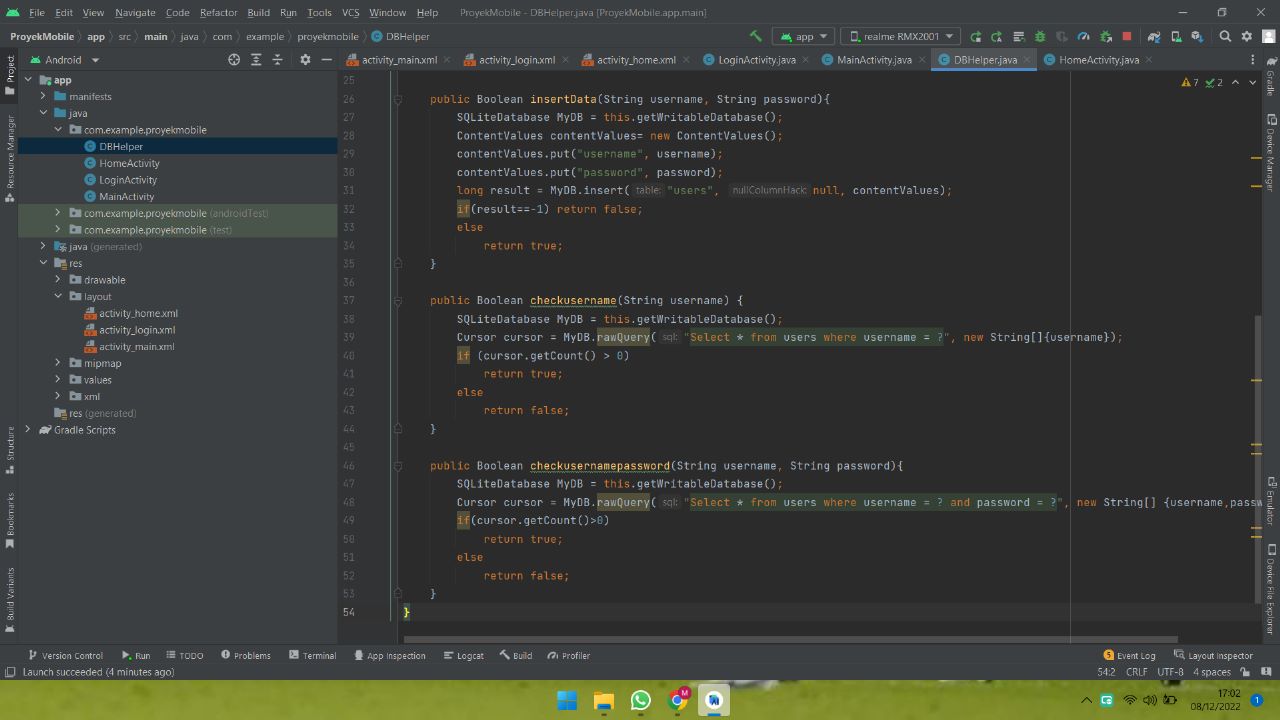 File Edit View Navigate Code Refactor Build Run Tools VCS Window Help ProyekMobile - DBHelper.java [ProyekMobile.app.main]
ProyekMobile app src main java com example proyekmobile DBHelper app realme RMX2001
Android activity_main.xml activity_login.xml activity_home.xml LoginActivity.java MainActivity.java DBHelper.java HomeActivity.java
Project
Resource Manager
Structure
Bookmarks
Build Variants
app
manifests
java
com.example.proyekmobile
DBHelper
HomeActivity
LoginActivity
MainActivity
com.example.proyekmobile (androidTest)
com.example.proyekmobile (test)
java (generated)
res
drawable
layout
activity_home.xml
activity_login.xml
activity_main.xml
mipmap
values
xml
res (generated)
Gradle Scripts
7 2
25
26 public Boolean insertData(String username, String password){
27 SQLiteDatabase MyDB = this.getWritableDatabase();
28 ContentValues contentValues= new ContentValues();
29 contentValues.put("username", username);
30 contentValues.put("password", password);
31 long result = MyDB.insert( table: "users", nullColumnHack: null, contentValues);
32 if(result==-1) return false;
33 else
34 return true;
35 }
36
37 public Boolean checkusername(String username) {
38 SQLiteDatabase MyDB = this.getWritableDatabase();
39 Cursor cursor = MyDB.rawQuery( sql: "Select * from users where username = ?", new String[]{username});
40 if (cursor.getCount() > 0)
41 return true;
42 else
43 return false;
44 }
45
46 public Boolean checkusernamepassword(String username, String password){
47 SQLiteDatabase MyDB = this.getWritableDatabase();
48 Cursor cursor = MyDB.rawQuery( sql: "Select * from users where username = ? and password = ?", new String[] {username,passw
49 if(cursor.getCount()>0)
50 return true;
51 else
52 return false;
53 }
54 }
Gradle
Device Manager
Emulator
Device File Explorer
Version Control Run TODO Problems Terminal App Inspection Logcat Build Profiler 5 Event Log Layout Inspector
Launch succeeded (4 minutes ago) 54:2 CRLF UTF-8 4 spaces
M
17:02
08/12/2022
1